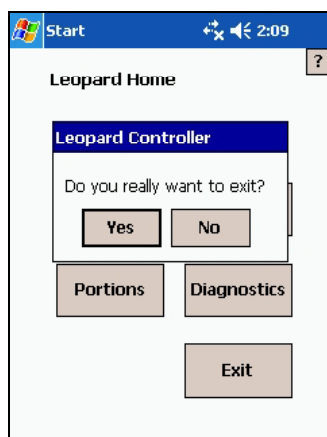 Start 2:09
?
Leopard Home
Leopard Controller
Do you really want to exit?
Yes No
Portions Diagnostics
Exit